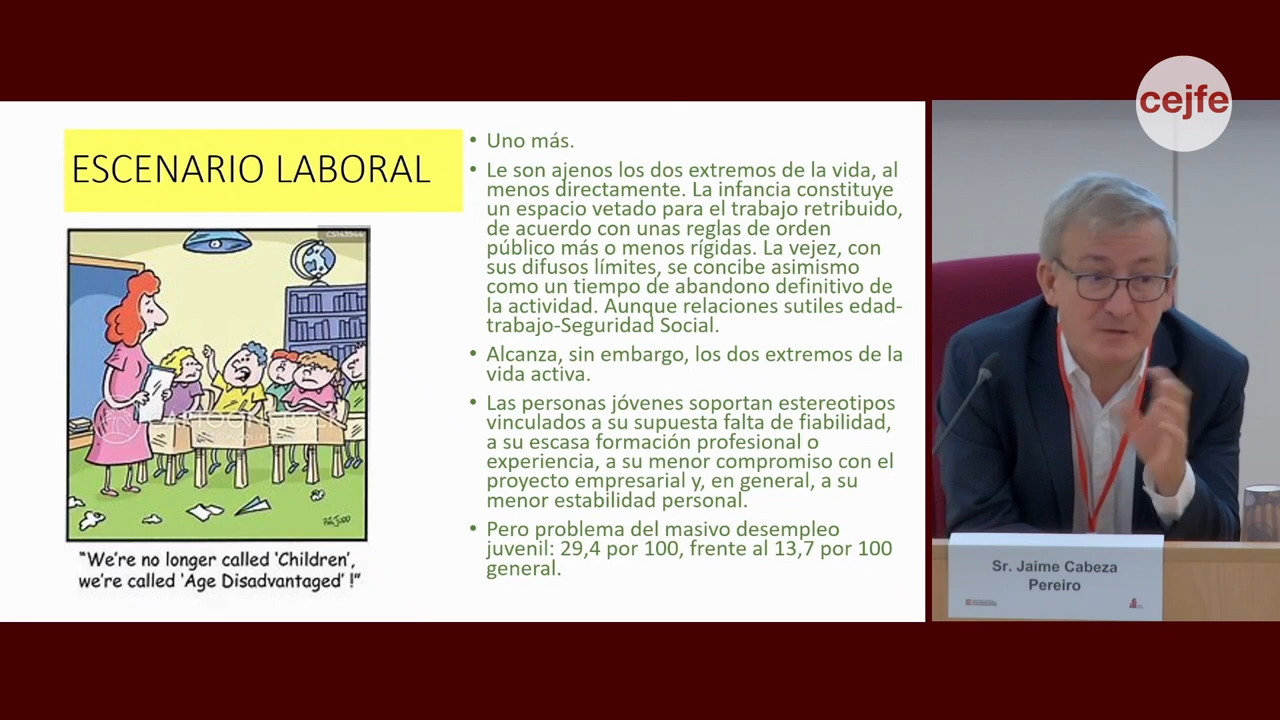 cejfe
ESCENARIO LABORAL
• Uno más.
• Le son ajenos los dos extremos de la vida, al
menos directamente. La infancia constituye
un espacio vetado para el trabajo retribuido,
de acuerdo con unas reglas de orden
público más o menos rígidas. La vejez, con
sus difusos límites, se concibe asimismo
como un tiempo de abandono definitivo de
la actividad. Aunque relaciones sutiles edad-
trabajo-Seguridad Social.
• Alcanza, sin embargo, los dos extremos de la
vida activa.
• Las personas jóvenes soportan estereotipos
vinculados a su supuesta falta de fiabilidad,
a su escasa formación profesional o
experiencia, a su menor compromiso con el
proyecto empresarial y, en general, a su
menor estabilidad personal.
• Pero problema del masivo desempleo
juvenil: 29,4 por 100, frente al 13,7 por 100
general.
“We’re no longer called ‘Children’,
we’re called ‘Age Disadvantaged’ !”
Sr. Jaime Cabeza
Pereiro